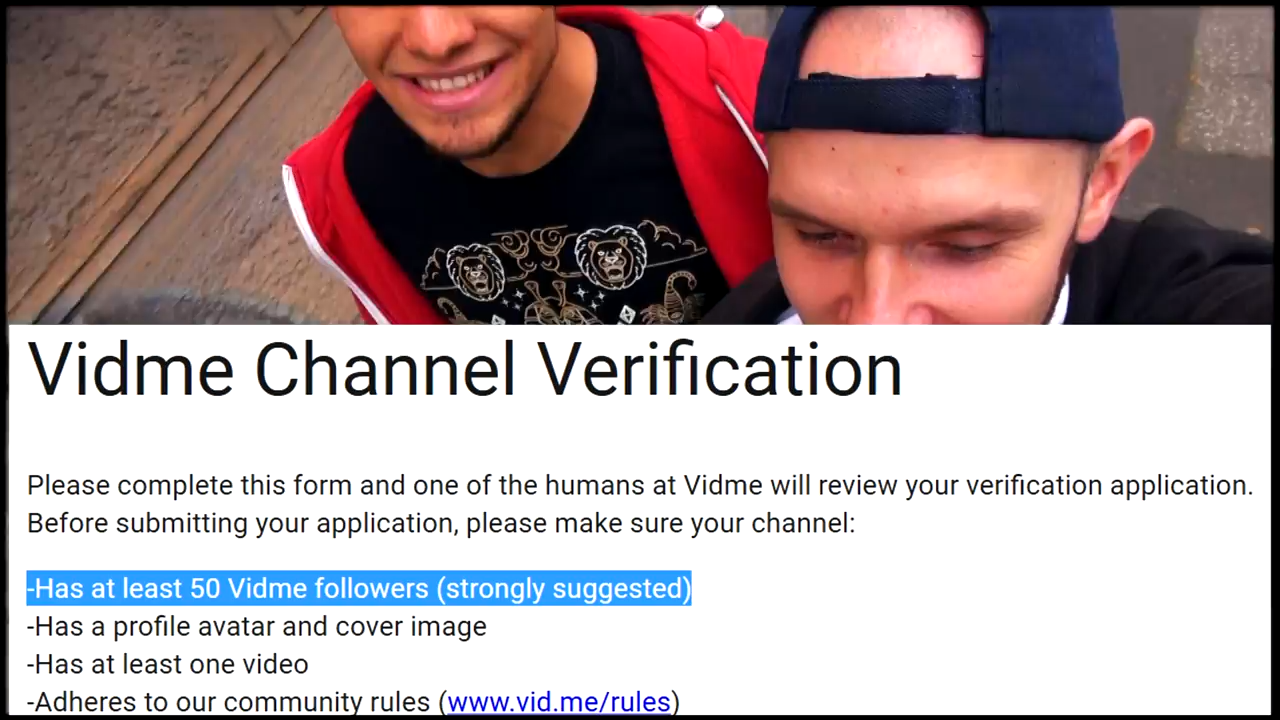 Vidme Channel Verification
Please complete this form and one of the humans at Vidme will review your verification application.
Before submitting your application, please make sure your channel:
-Has at least 50 Vidme followers (strongly suggested)
-Has a profile avatar and cover image
-Has at least one video
-Adheres to our community rules (www.vid.me/rules)